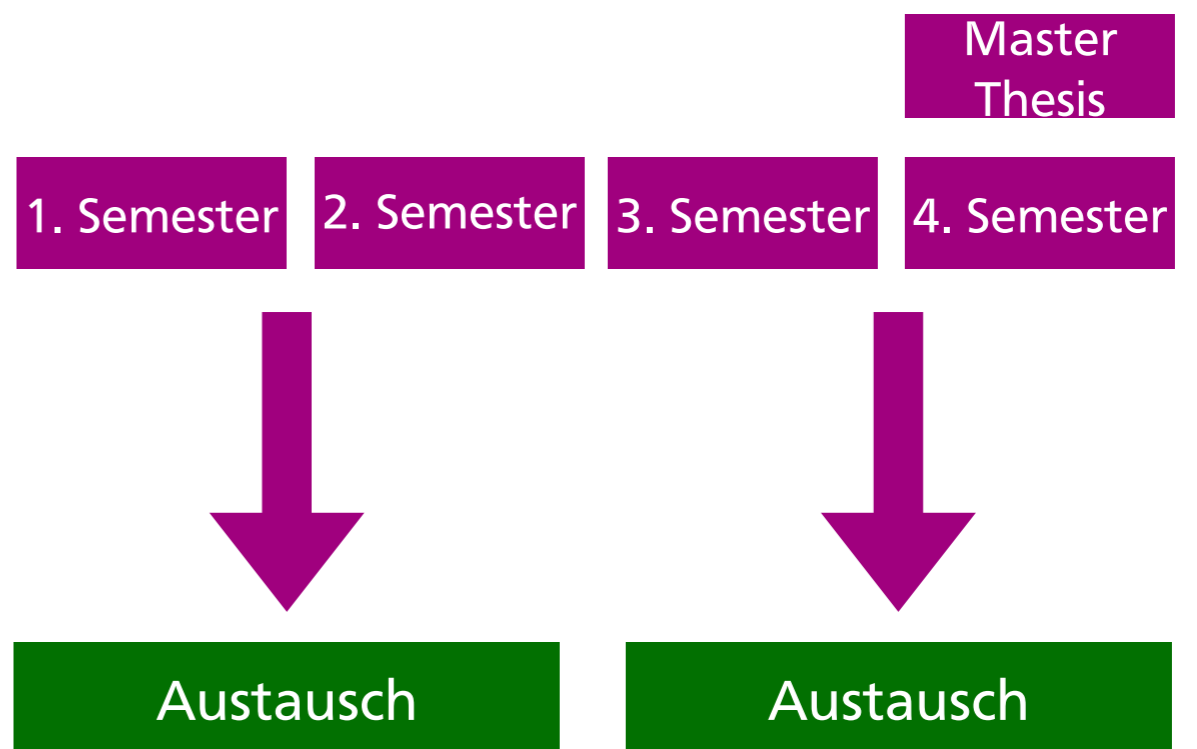 Master
Thesis
1. Semester
2. Semester
3. Semester
4. Semester
Austausch
Austausch